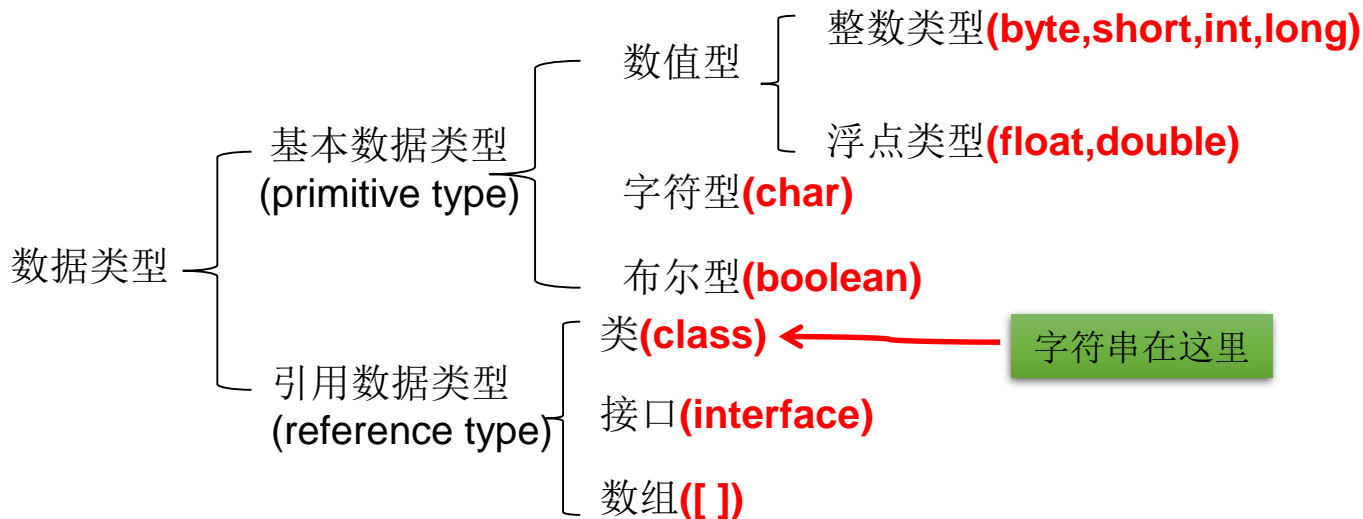 数据类型
基本数据类型
(primitive type)
数值型
整数类型(byte,short,int,long)
浮点类型(float,double)
字符型(char)
布尔型(boolean)
引用数据类型
(reference type)
类(class)
字符串在这里
接口(interface)
数组([ ])